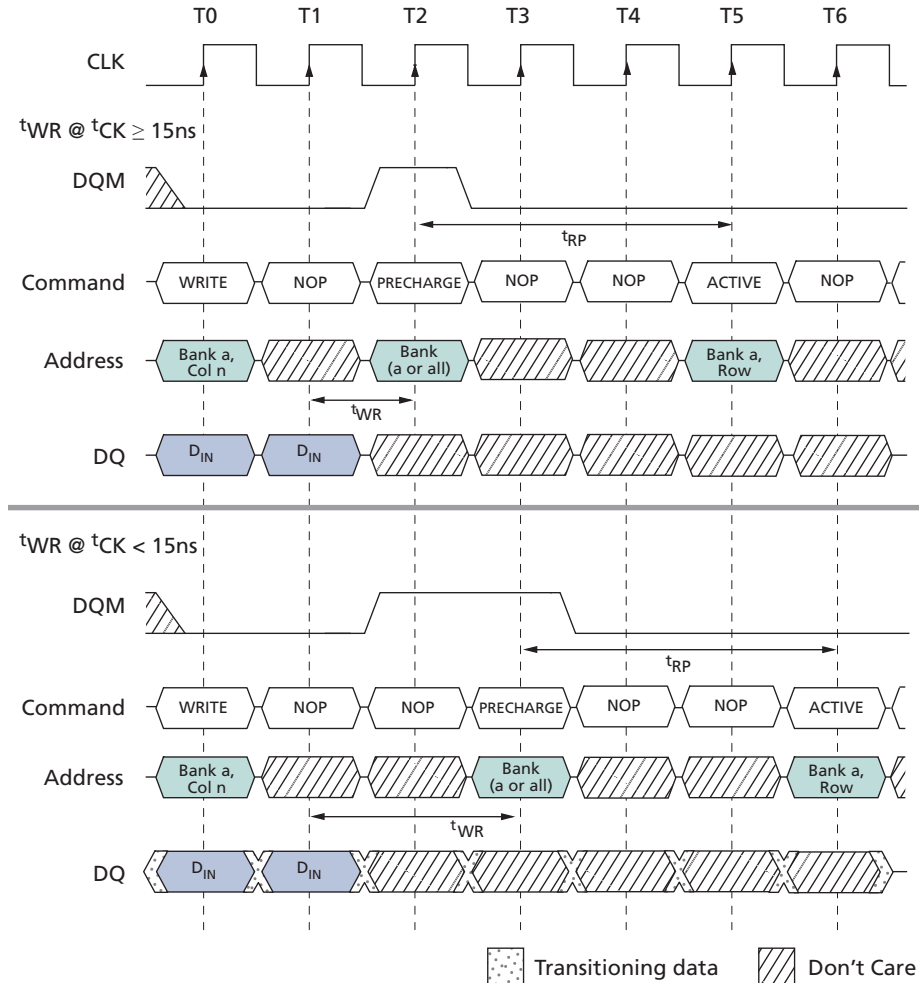 T0 T1 T2 T3 T4 T5 T6
CLK
tWR @ tCK ≥ 15ns
DQM
tRP
Command WRITE NOP PRECHARGE NOP NOP ACTIVE NOP
Address Bank a, Col n Bank (a or all) Bank a, Row
tWR
DQ DIN DIN
tWR @ tCK < 15ns
DQM
tRP
Command WRITE NOP NOP PRECHARGE NOP NOP ACTIVE
Address Bank a, Col n Bank (a or all) Bank a, Row
tWR
DQ DIN DIN
Transitioning data Don't Care